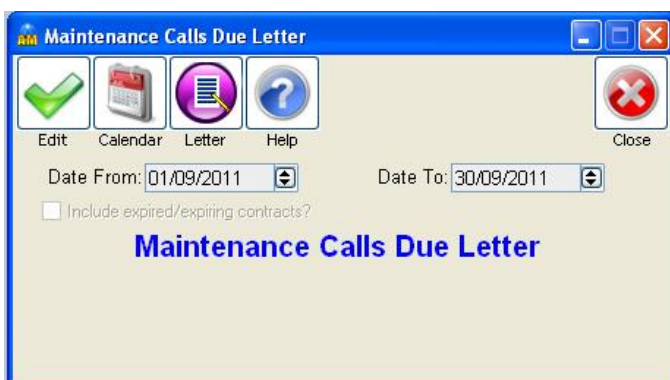 Maintenance Calls Due Letter
Edit Calendar Letter Help Close
Date From: 01/09/2011 Date To: 30/09/2011
Include expired/expiring contracts?
Maintenance Calls Due Letter